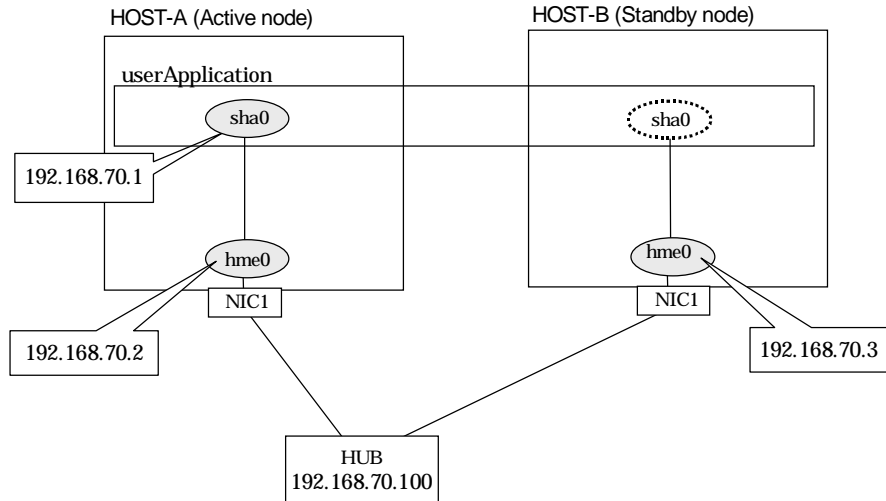 HOST-A (Active node)
HOST-B (Standby node)
userApplication
sha0
sha0
192.168.70.1
hme0
hme0
NIC1
NIC1
192.168.70.2
192.168.70.3
HUB
192.168.70.100